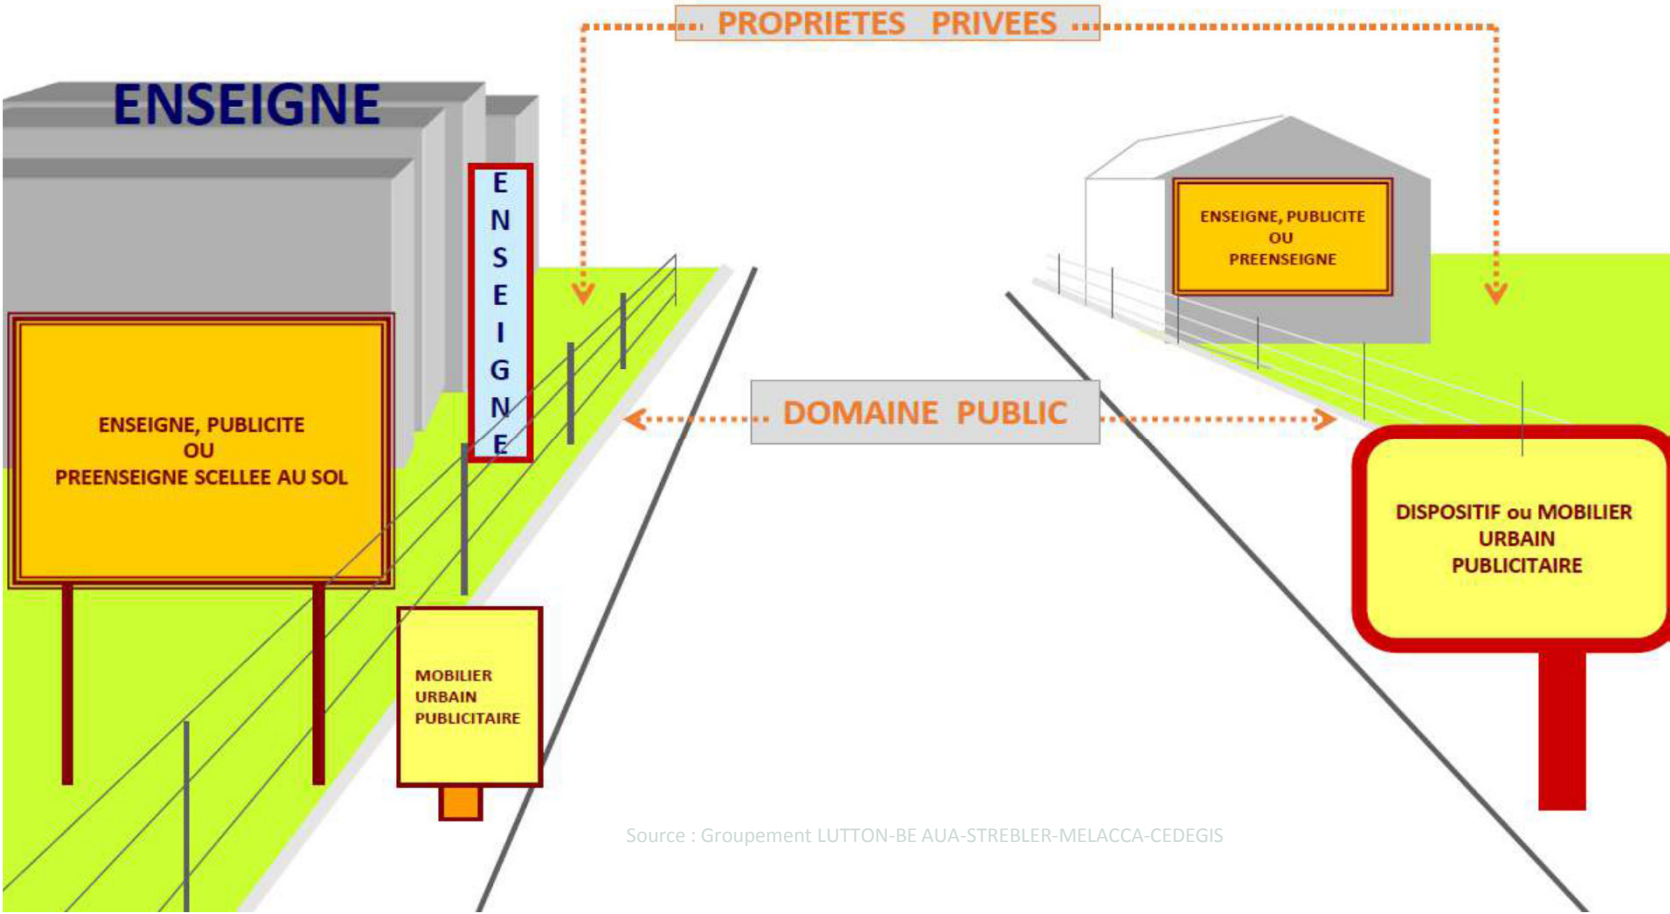 PROPRIETES PRIVEES
ENSEIGNE
ENSEIGNE
ENSEIGNE, PUBLICITE
OU
PREENSEIGNE
ENSEIGNE, PUBLICITE
OU
PREENSEIGNE SCELLEE AU SOL
DOMAINE PUBLIC
DISPOSITIF ou MOBILIER
URBAIN
PUBLICITAIRE
MOBILIER
URBAIN
PUBLICITAIRE
Source : Groupement LUTTON-BE AUA-STREBLER-MELACCA-CEDEGIS